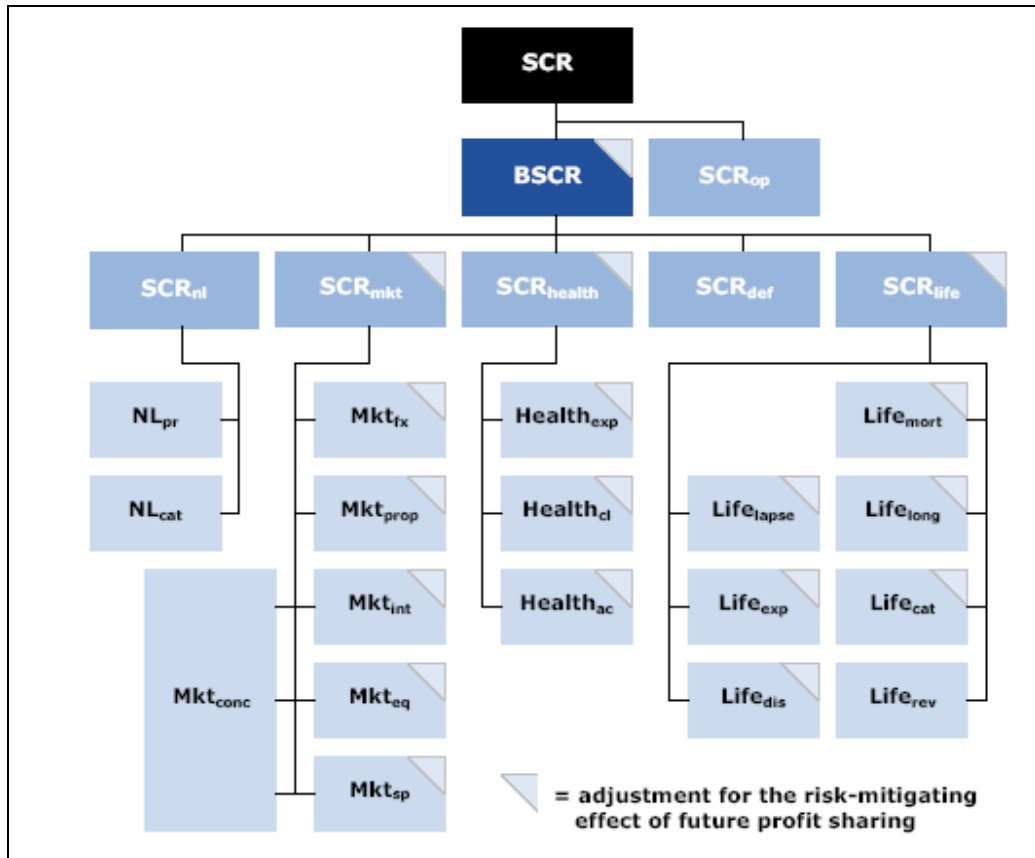 SCR
BSCR
SCRop
SCRnl
SCRmkt
SCRhealth
SCRdef
SCRlife
NLpr
Mktfx
Healthexp
Lifemort
NLcat
Mktprop
Healthcl
Lifelapse
Lifelong
Mktconc
Mktint
Healthac
Lifeexp
Lifecat
Mkteq
Lifedis
Liferev
Mktsp
= adjustment for the risk-mitigating
effect of future profit sharing